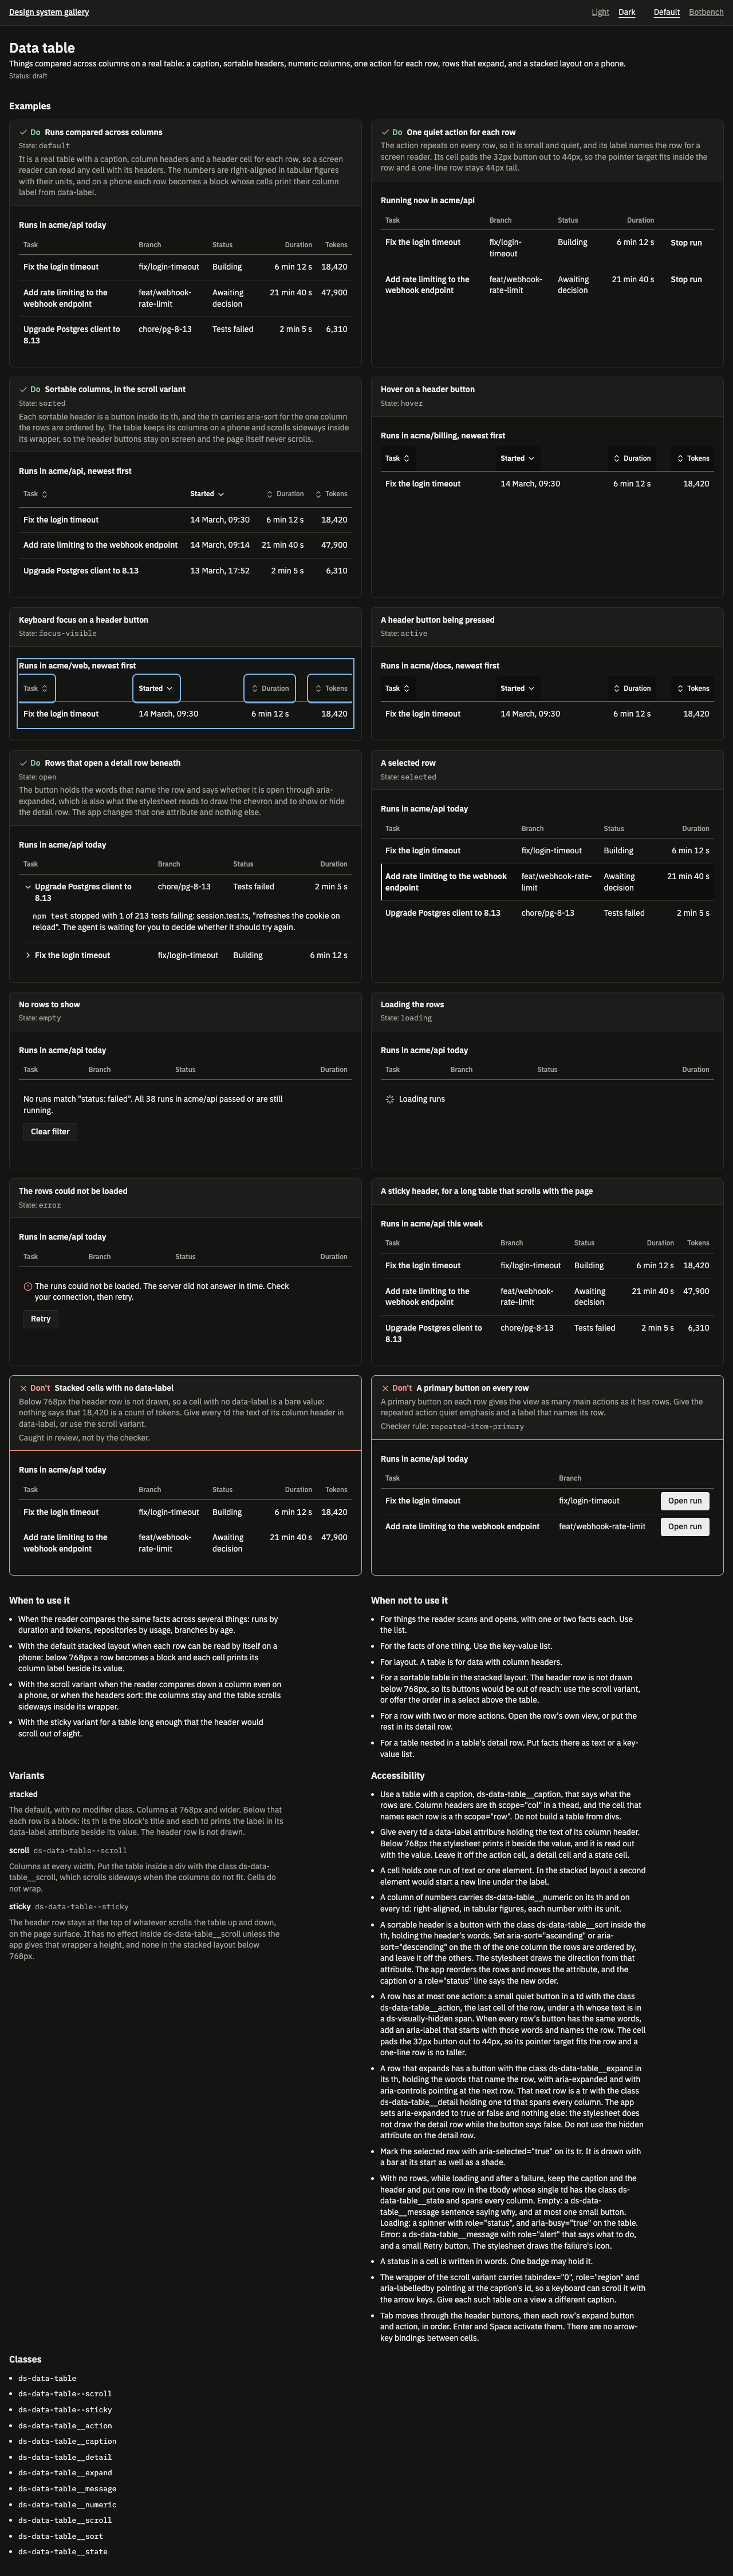 Design system gallery
Light Dark Default Botbench
Data table
Things compared across columns on a real table: a caption, sortable headers, numeric columns, one action for each row, rows that expand, and a stacked layout on a phone.
Status: draft
Examples
Do Runs compared across columns
State: default
It is a real table with a caption, column headers and a header cell for each row, so a screen
reader can read any cell with its headers. The numbers are right-aligned in tabular figures
with their units, and on a phone each row becomes a block whose cells print their column
label from data-label.
Runs in acme/api today
Task Branch Status Duration Tokens
Fix the login timeout fix/login-timeout Building 6 min 12 s 18,420
Add rate limiting to the feat/webhook- Awaiting 21 min 40 s 47,900
webhook endpoint rate-limit decision
Upgrade Postgres client to chore/pg-8-13 Tests failed 2 min 5 s 6,310
8.13
Do One quiet action for each row
The action repeats on every row, so it is small and quiet, and its label names the row for a
screen reader. Its cell pads the 32px button out to 44px, so the pointer target fits inside the
row and a one-line row stays 44px tall.
Running now in acme/api
Task Branch Status Duration
Fix the login timeout fix/login- Building 6 min 12 s Stop run
timeout
Add rate limiting to the feat/webhook- Awaiting 21 min 40 s Stop run
webhook endpoint rate-limit decision
Do Sortable columns, in the scroll variant
State: sorted
Each sortable header is a button inside its th, and the th carries aria-sort for the one column
the rows are ordered by. The table keeps its columns on a phone and scrolls sideways inside
its wrapper, so the header buttons stay on screen and the page itself never scrolls.
Runs in acme/api, newest first
Task Started Duration Tokens
Fix the login timeout 14 March, 09:30 6 min 12 s 18,420
Add rate limiting to the webhook endpoint 14 March, 09:14 21 min 40 s 47,900
Upgrade Postgres client to 8.13 13 March, 17:52 2 min 5 s 6,310
Hover on a header button
State: hover
Runs in acme/billing, newest first
Task Started Duration Tokens
Fix the login timeout 14 March, 09:30 6 min 12 s 18,420
Keyboard focus on a header button
State: focus-visible
Runs in acme/web, newest first
Task Started Duration Tokens
Fix the login timeout 14 March, 09:30 6 min 12 s 18,420
A header button being pressed
State: active
Runs in acme/docs, newest first
Task Started Duration Tokens
Fix the login timeout 14 March, 09:30 6 min 12 s 18,420
Do Rows that open a detail row beneath
State: open
The button holds the words that name the row and says whether it is open through aria-
expanded, which is also what the stylesheet reads to draw the chevron and to show or hide
the detail row. The app changes that one attribute and nothing else.
Runs in acme/api today
Task Branch Status Duration
Upgrade Postgres client to chore/pg-8-13 Tests failed 2 min 5 s
8.13
npm test stopped with 1 of 213 tests failing: session.test.ts, "refreshes the cookie on
reload". The agent is waiting for you to decide whether it should try again.
Fix the login timeout fix/login-timeout Building 6 min 12 s
A selected row
State: selected
Runs in acme/api today
Task Branch Status Duration
Fix the login timeout fix/login-timeout Building 6 min 12 s
Add rate limiting to the webhook feat/webhook-rate- Awaiting 21 min 40 s
endpoint limit decision
Upgrade Postgres client to 8.13 chore/pg-8-13 Tests failed 2 min 5 s
No rows to show
State: empty
Runs in acme/api today
Task Branch Status Duration
No runs match "status: failed". All 38 runs in acme/api passed or are still
running.
Clear filter
Loading the rows
State: loading
Runs in acme/api today
Task Branch Status Duration
Loading runs
The rows could not be loaded
State: error
Runs in acme/api today
Task Branch Status Duration
The runs could not be loaded. The server did not answer in time. Check
your connection, then retry.
Retry
A sticky header, for a long table that scrolls with the page
Runs in acme/api this week
Task Branch Status Duration Tokens
Fix the login timeout fix/login-timeout Building 6 min 12 s 18,420
Add rate limiting to the feat/webhook- Awaiting 21 min 40 s 47,900
webhook endpoint rate-limit decision
Upgrade Postgres client to chore/pg-8-13 Tests failed 2 min 5 s 6,310
8.13
Don't Stacked cells with no data-label
Below 768px the header row is not drawn, so a cell with no data-label is a bare value:
nothing says that 18,420 is a count of tokens. Give every td the text of its column header in
data-label, or use the scroll variant.
Caught in review, not by the checker.
Runs in acme/api today
Task Branch Status Duration Tokens
Fix the login timeout fix/login-timeout Building 6 min 12 s 18,420
Add rate limiting to the feat/webhook- Awaiting 21 min 40 s 47,900
webhook endpoint rate-limit decision
Don't A primary button on every row
A primary button on each row gives the view as many main actions as it has rows. Give the
repeated action quiet emphasis and a label that names its row.
Checker rule: repeated-item-primary
Runs in acme/api today
Task Branch
Fix the login timeout fix/login-timeout Open run
Add rate limiting to the webhook endpoint feat/webhook-rate-limit Open run
When to use it
• When the reader compares the same facts across several things: runs by
duration and tokens, repositories by usage, branches by age.
• With the default stacked layout when each row can be read by itself on a
phone: below 768px a row becomes a block and each cell prints its
column label beside its value.
• With the scroll variant when the reader compares down a column even on
a phone, or when the headers sort: the columns stay and the table scrolls
sideways inside its wrapper.
• With the sticky variant for a table long enough that the header would
scroll out of sight.
When not to use it
• For things the reader scans and opens, with one or two facts each. Use
the list.
• For the facts of one thing. Use the key-value list.
• For layout. A table is for data with column headers.
• For a sortable table in the stacked layout. The header row is not drawn
below 768px, so its buttons would be out of reach: use the scroll variant,
or offer the order in a select above the table.
• For a row with two or more actions. Open the row's own view, or put the
rest in its detail row.
• For a table nested in a table's detail row. Put facts there as text or a key-
value list.
Variants
stacked
The default, with no modifier class. Columns at 768px and wider. Below that
each row is a block: its th is the block's title and each td prints the label in its
data-label attribute beside its value. The header row is not drawn.
scroll ds-data-table--scroll
Columns at every width. Put the table inside a div with the class ds-data-
table__scroll, which scrolls sideways when the columns do not fit. Cells do
not wrap.
sticky ds-data-table--sticky
The header row stays at the top of whatever scrolls the table up and down,
on the page surface. It has no effect inside ds-data-table__scroll unless the
app gives that wrapper a height, and none in the stacked layout below
768px.
Accessibility
• Use a table with a caption, ds-data-table__caption, that says what the
rows are. Column headers are th scope="col" in a thead, and the cell that
names each row is a th scope="row". Do not build a table from divs.
• Give every td a data-label attribute holding the text of its column header.
Below 768px the stylesheet prints it beside the value, and it is read out
with the value. Leave it off the action cell, a detail cell and a state cell.
• A cell holds one run of text or one element. In the stacked layout a second
element would start a new line under the label.
• A column of numbers carries ds-data-table__numeric on its th and on
every td: right-aligned, in tabular figures, each number with its unit.
• A sortable header is a button with the class ds-data-table__sort inside the
th, holding the header's words. Set aria-sort="ascending" or aria-
sort="descending" on the th of the one column the rows are ordered by,
and leave it off the others. The stylesheet draws the direction from that
attribute. The app reorders the rows and moves the attribute, and the
caption or a role="status" line says the new order.
• A row has at most one action: a small quiet button in a td with the class
ds-data-table__action, the last cell of the row, under a th whose text is in
a ds-visually-hidden span. When every row's button has the same words,
add an aria-label that starts with those words and names the row. The cell
pads the 32px button out to 44px, so its pointer target fits the row and a
one-line row is no taller.
• A row that expands has a button with the class ds-data-table__expand in
its th, holding the words that name the row, with aria-expanded and with
aria-controls pointing at the next row. That next row is a tr with the class
ds-data-table__detail holding one td that spans every column. The app
sets aria-expanded to true or false and nothing else: the stylesheet does
not draw the detail row while the button says false. Do not use the hidden
attribute on the detail row.
• Mark the selected row with aria-selected="true" on its tr. It is drawn with
a bar at its start as well as a shade.
• With no rows, while loading and after a failure, keep the caption and the
header and put one row in the tbody whose single td has the class ds-
data-table__state and spans every column. Empty: a ds-data-
table__message sentence saying why, and at most one small button.
Loading: a spinner with role="status", and aria-busy="true" on the table.
Error: a ds-data-table__message with role="alert" that says what to do,
and a small Retry button. The stylesheet draws the failure's icon.
• A status in a cell is written in words. One badge may hold it.
• The wrapper of the scroll variant carries tabindex="0", role="region" and
aria-labelledby pointing at the caption's id, so a keyboard can scroll it with
the arrow keys. Give each such table on a view a different caption.
• Tab moves through the header buttons, then each row's expand button
and action, in order. Enter and Space activate them. There are no arrow-
key bindings between cells.
Classes
• ds-data-table
• ds-data-table--scroll
• ds-data-table--sticky
• ds-data-table__action
• ds-data-table__caption
• ds-data-table__detail
• ds-data-table__expand
• ds-data-table__message
• ds-data-table__numeric
• ds-data-table__scroll
• ds-data-table__sort
• ds-data-table__state